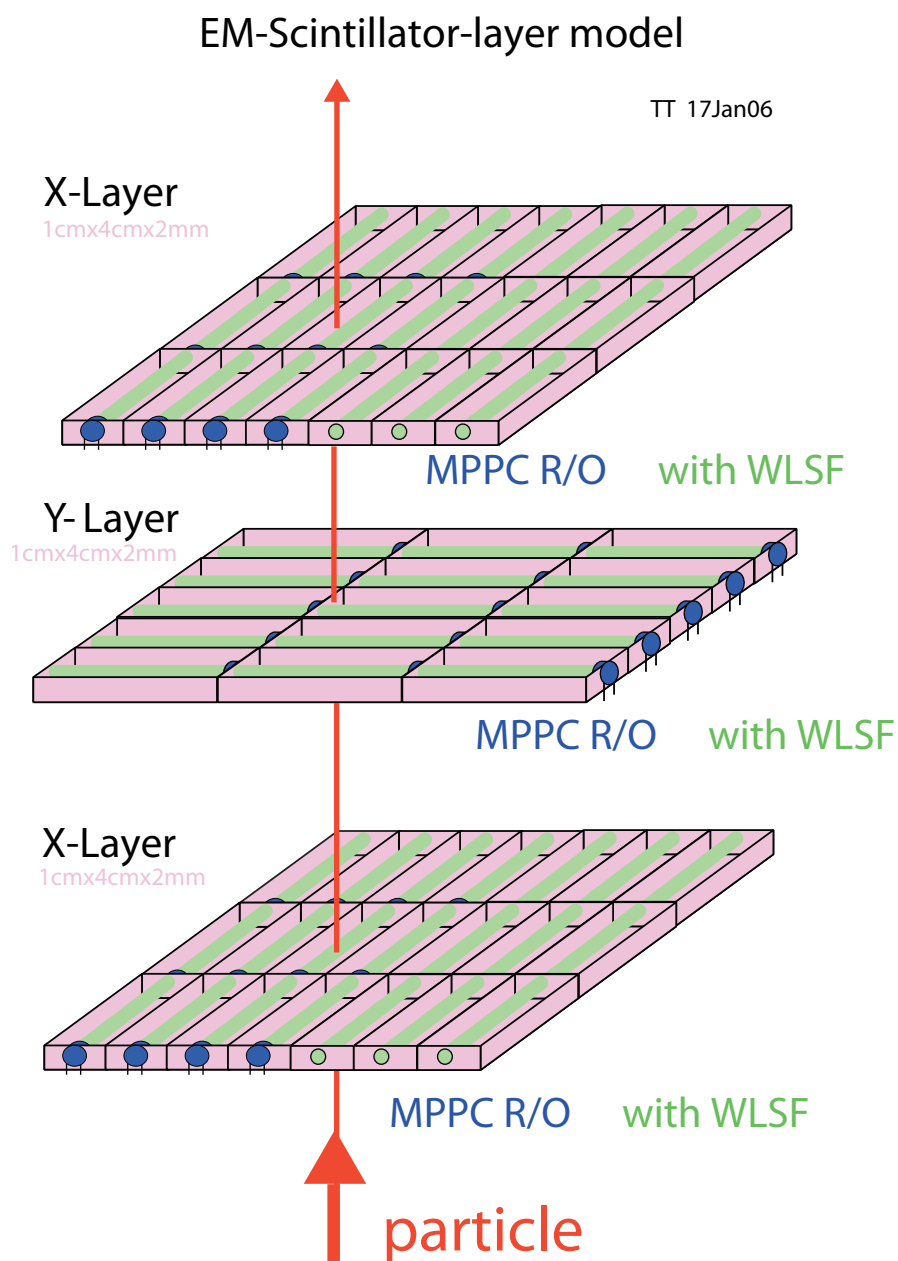 EM-Scintillator-layer model
TT 17Jan06
X-Layer
1cmx4cmx2mm
MPPC R/O with WLSF
Y- Layer
1cmx4cmx2mm
MPPC R/O with WLSF
X-Layer
1cmx4cmx2mm
MPPC R/O with WLSF
particle